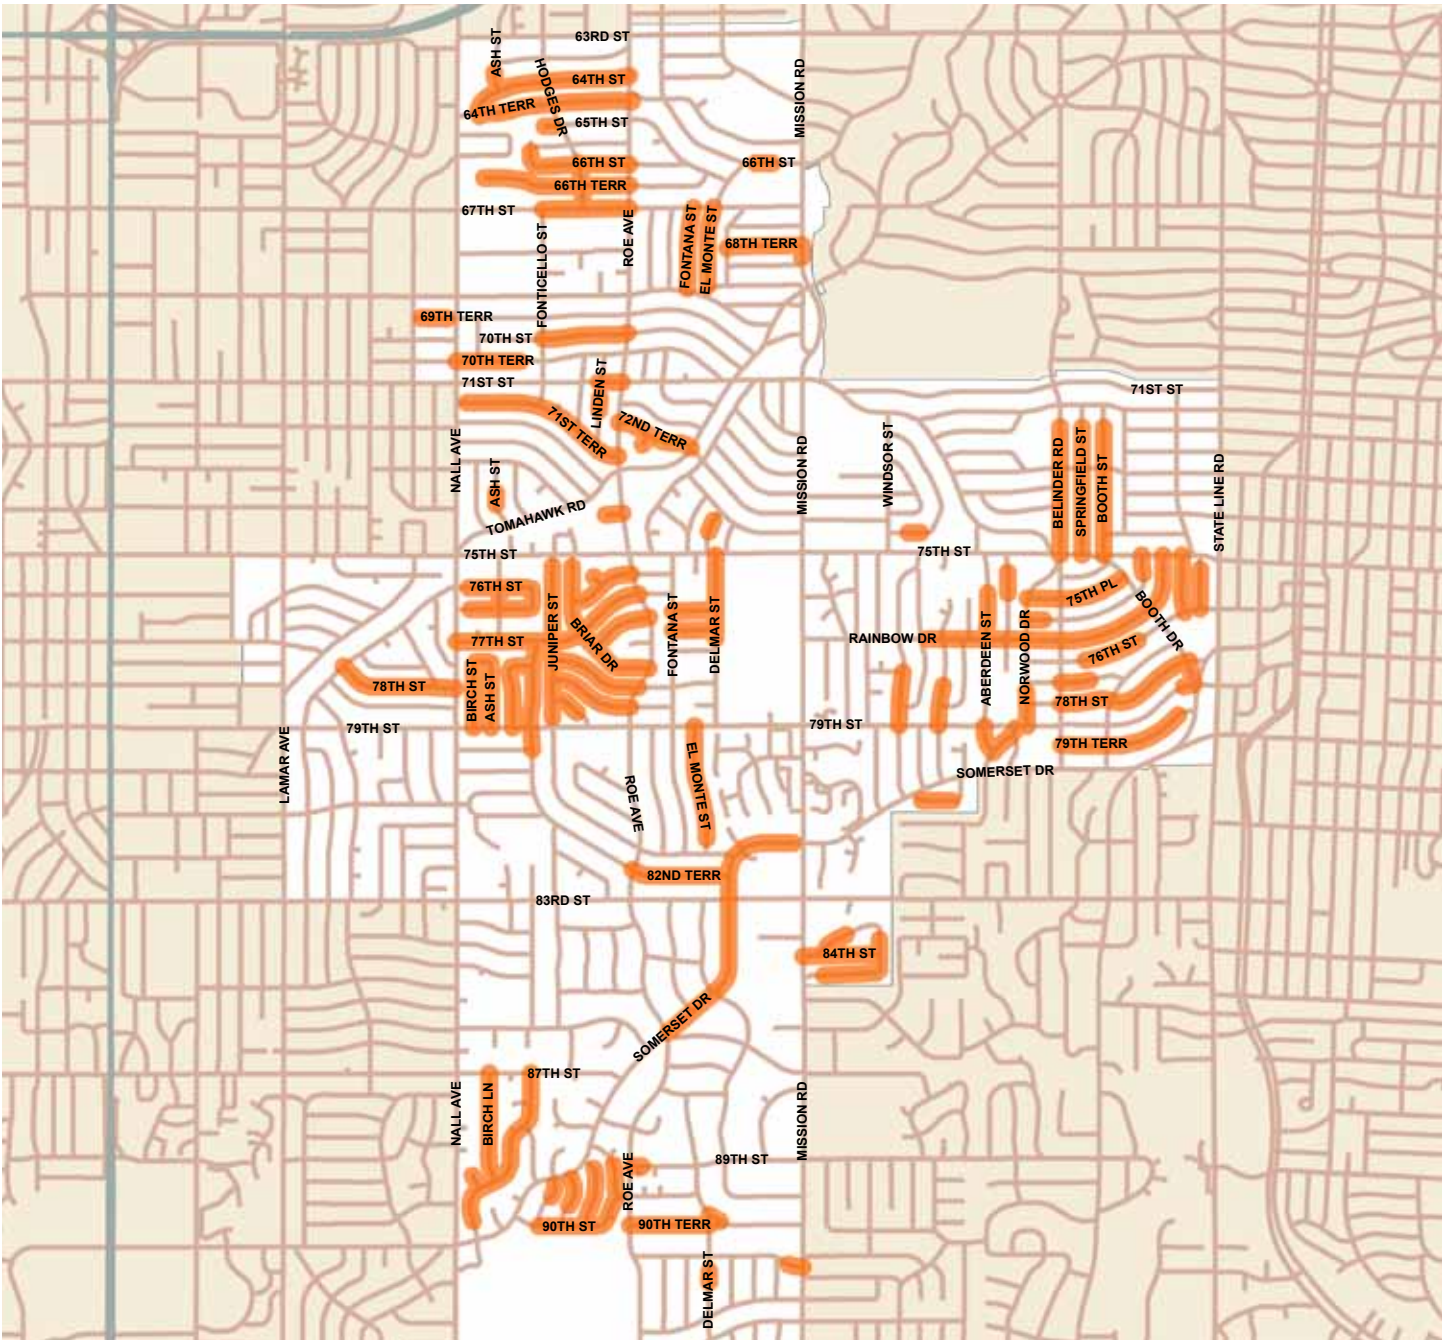 63RD ST
ASH ST
HODGES DR
64TH ST
MISSION RD
64TH TERR
65TH ST
66TH ST
66TH ST
66TH TERR
67TH ST
FONTICELLO ST
ROE AVE
FONTANA ST
EL MONTE ST
68TH TERR
69TH TERR
70TH ST
70TH TERR
71ST ST
71ST ST
LINDEN ST
71ST TERR
72ND TERR
NALL AVE
ASH ST
MISSION RD
WINDSOR ST
BELINDER RD
SPRINGFIELD ST
BOOTH ST
STATE LINE RD
TOMAHAWK RD
75TH ST
75TH ST
76TH ST
JUNIPER ST
BRIAR DR
FONTANA ST
DELMAR ST
75TH PL
BOOTH DR
77TH ST
RAINBOW DR
ABERDEEN ST
NORWOOD DR
76TH ST
78TH ST
BIRCH ST
ASH ST
78TH ST
79TH ST
79TH ST
79TH TERR
LAMAR AVE
ROE AVE
EL MONTE ST
SOMERSET DR
82ND TERR
83RD ST
84TH ST
SOMERSET DR
87TH ST
NALL AVE
BIRCH LN
MISSION RD
ROE AVE
89TH ST
90TH ST
90TH TERR
DELMAR ST